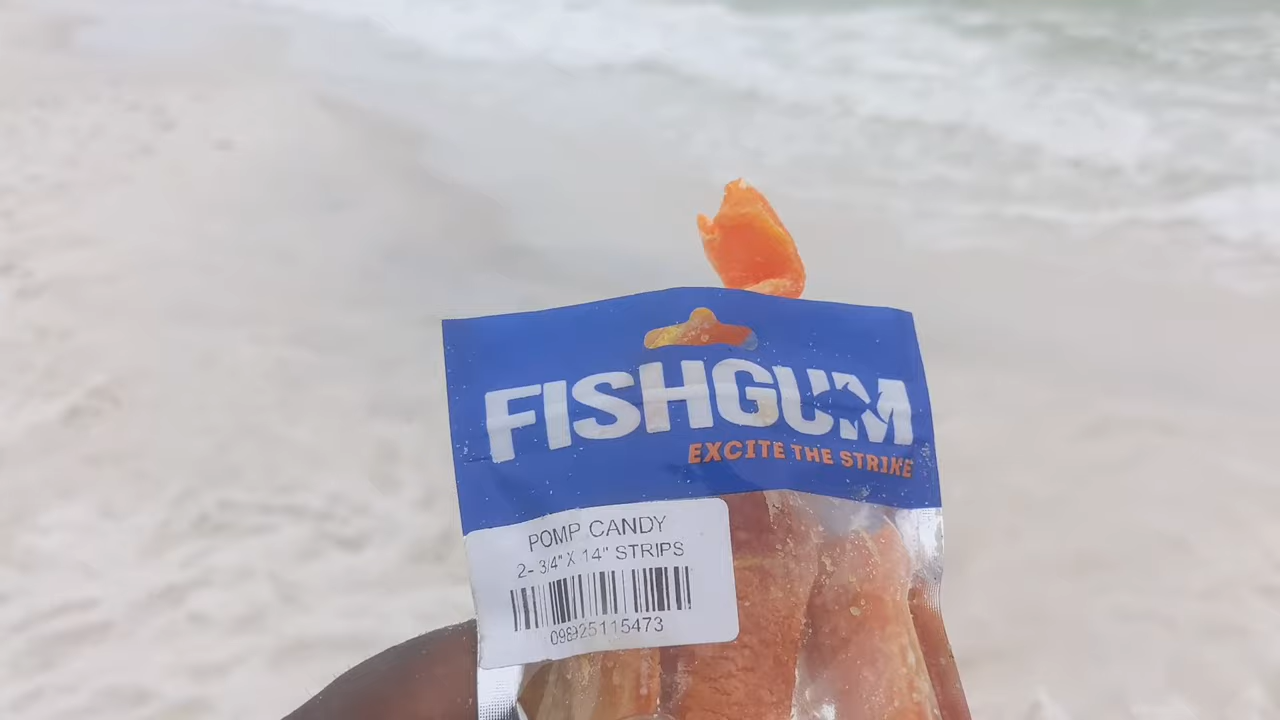 FISHGUM
EXCITE THE STRIKE
POMP CANDY
2- 3/4" X 14" STRIPS
098925115473